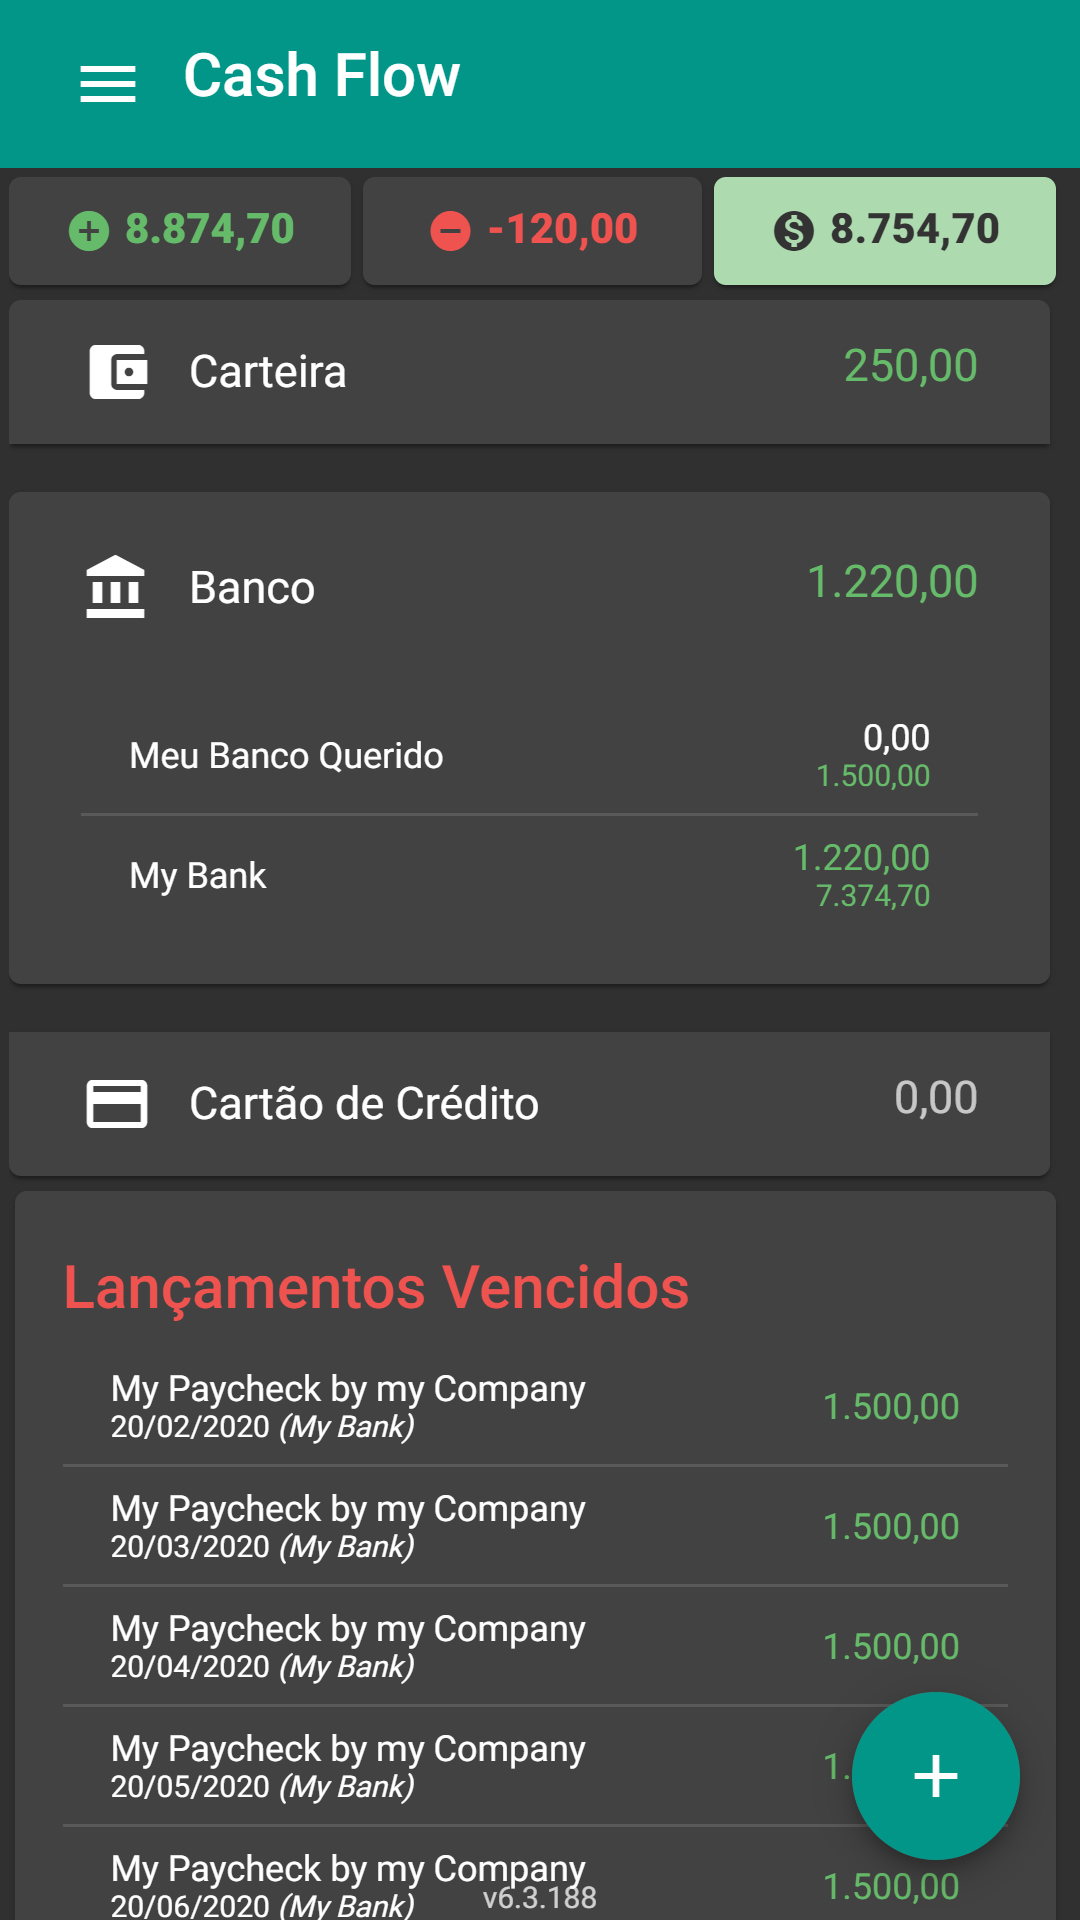 Cash Flow
8.874,70
-120,00
8.754,70
Carteira
250,00
Banco
1.220,00
Meu Banco Querido
0,00
1.500,00
My Bank
1.220,00
7.374,70
Cartão de Crédito
0,00
Lançamentos Vencidos
My Paycheck by my Company
20/02/2020 (My Bank)
1.500,00
My Paycheck by my Company
20/03/2020 (My Bank)
1.500,00
My Paycheck by my Company
20/04/2020 (My Bank)
1.500,00
My Paycheck by my Company
20/05/2020 (My Bank)
1.
My Paycheck by my Company
20/06/2020 (My Bank)
1.500,00
v6.3.188